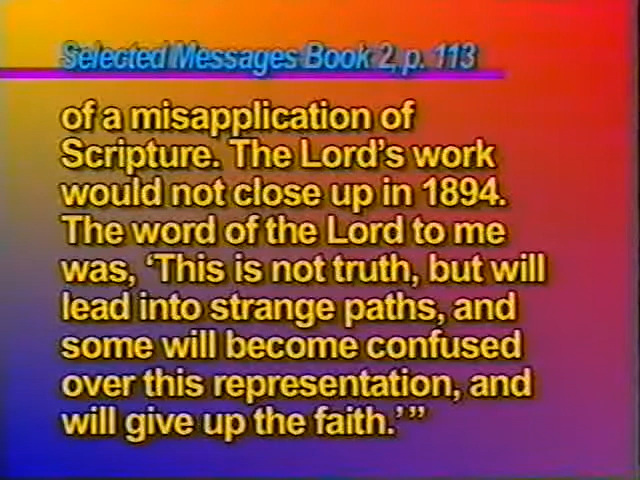 Selected Messages Book 2, p. 113
of a misapplication of
Scripture. The Lord's work
would not close up in 1894.
The word of the Lord to me
was, ‘This is not truth, but will
lead into strange paths, and
some will become confused
over this representation, and
will give up the faith.’”